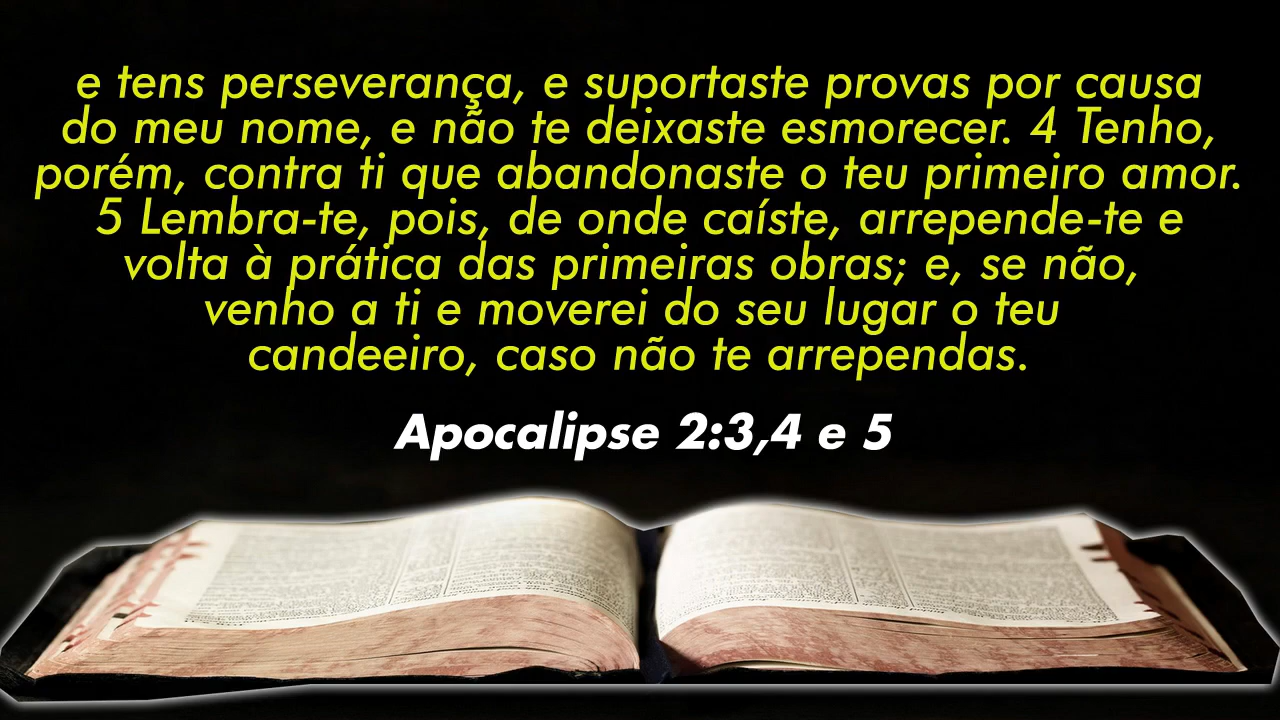 e tens perseverança, e suportaste provas por causa
do meu nome, e não te deixaste esmorecer. 4 Tenho,
porém, contra ti que abandonaste o teu primeiro amor.
5 Lembra-te, pois, de onde caíste, arrepende-te e
volta à prática das primeiras obras; e, se não,
venho a ti e moverei do seu lugar o teu
candeeiro, caso não te arrependas.
Apocalipse 2:3,4 e 5